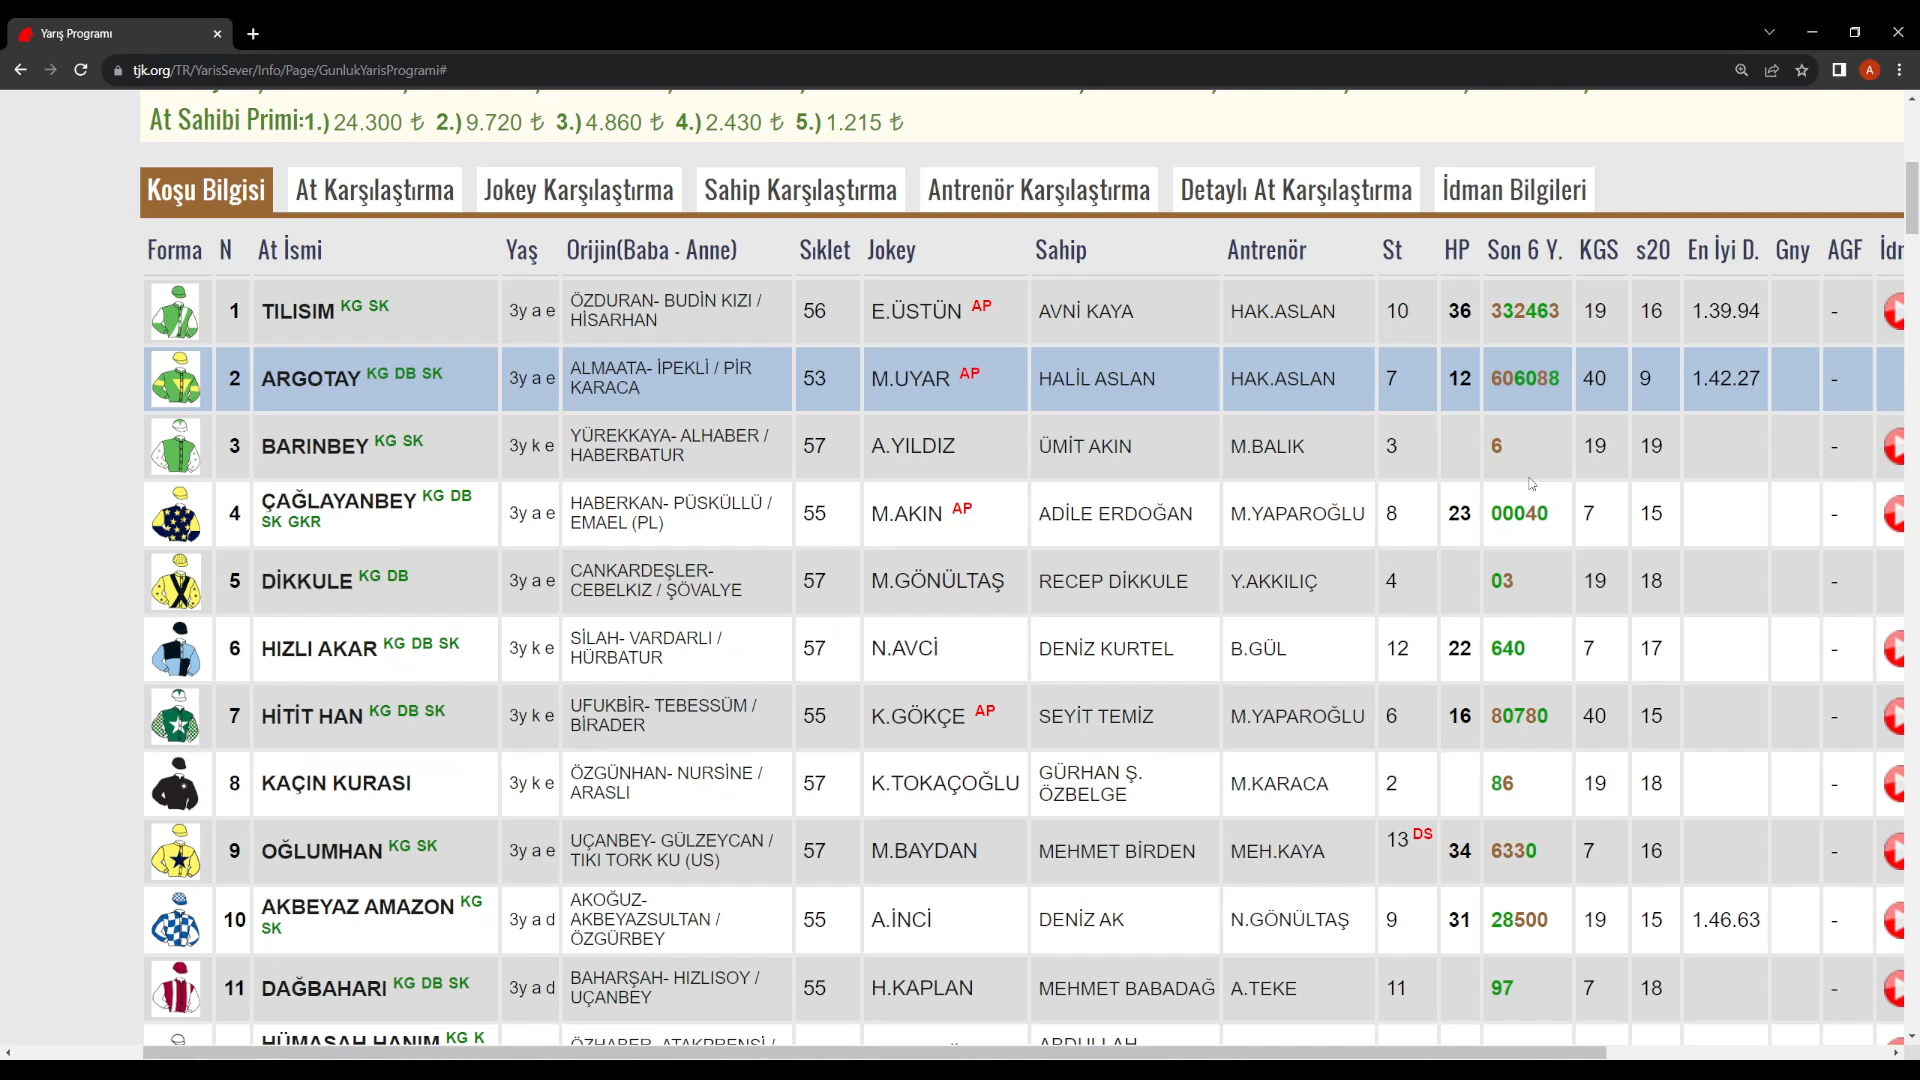 Yarış Programı
tjk.org/TR/YarisSever/Info/Page/GunlukYarisProgrami#
A
At Sahibi Primi:1.) 24.300 ₺ 2.) 9.720 ₺ 3.) 4.860 ₺ 4.) 2.430 ₺ 5.) 1.215 ₺
Koşu Bilgisi At Karşılaştırma Jokey Karşılaştırma Sahip Karşılaştırma Antrenör Karşılaştırma Detaylı At Karşılaştırma İdman Bilgileri
Forma N At İsmi Yaş Orijin(Baba - Anne) Sıklet Jokey Sahip Antrenör St HP Son 6 Y. KGS s20 En İyi D. Gny AGF
1 TILISIM KG SK 3y a e ÖZDURAN- BUDİN KIZI / HİSARHAN 56 E.ÜSTÜN AP AVNİ KAYA HAK.ASLAN 10 36 332463 19 16 1.39.94 -
2 ARGOTAY KG DB SK 3y a e ALMAATA- İPEKLİ / PİR KARACA 53 M.UYAR AP HALİL ASLAN HAK.ASLAN 7 12 606088 40 9 1.42.27 -
3 BARINBEY KG SK 3y k e YÜREKKAYA- ALHABER / HABERBATUR 57 A.YILDIZ ÜMİT AKIN M.BALIK 3 6 19 19 -
4 ÇAĞLAYANBEY KG DB SK GKR 3y a e HABERKAN- PÜSKÜLLÜ / EMAEL (PL) 55 M.AKIN AP ADİLE ERDOĞAN M.YAPAROĞLU 8 23 00040 7 15 -
5 DİKKULE KG DB 3y a e CANKARDEŞLER- CEBELKIZ / ŞÖVALYE 57 M.GÖNÜLTAŞ RECEP DİKKULE Y.AKKILIÇ 4 03 19 18 -
6 HIZLI AKAR KG DB SK 3y k e SİLAH- VARDARLI / HÜRBATUR 57 N.AVCİ DENİZ KURTEL B.GÜL 12 22 640 7 17 -
7 HİTİT HAN KG DB SK 3y k e UFUKBİR- TEBESSÜM / BİRADER 55 K.GÖKÇE AP SEYİT TEMİZ M.YAPAROĞLU 6 16 80780 40 15 -
8 KAÇIN KURASI 3y k e ÖZGÜNHAN- NURSİNE / ARASLI 57 K.TOKAÇOĞLU GÜRHAN Ş. ÖZBELGE M.KARACA 2 86 19 18 -
9 OĞLUMHAN KG SK 3y a e UÇANBEY- GÜLZEYCAN / TIKI TORK KU (US) 57 M.BAYDAN MEHMET BİRDEN MEH.KAYA 13 DS 34 6330 7 16 -
10 AKBEYAZ AMAZON KG SK 3y a d AKOĞUZ- AKBEYAZSULTAN / ÖZGÜRBEY 55 A.İNCİ DENİZ AK N.GÖNÜLTAŞ 9 31 28500 19 15 1.46.63 -
11 DAĞBAHARI KG DB SK 3y a d BAHARŞAH- HIZLISOY / UÇANBEY 55 H.KAPLAN MEHMET BABADAĞ A.TEKE 11 97 7 18 -
HÜMAŞAH HANIM KG K ÖZHABER- ATAKPRENSİ / ABDULLAH